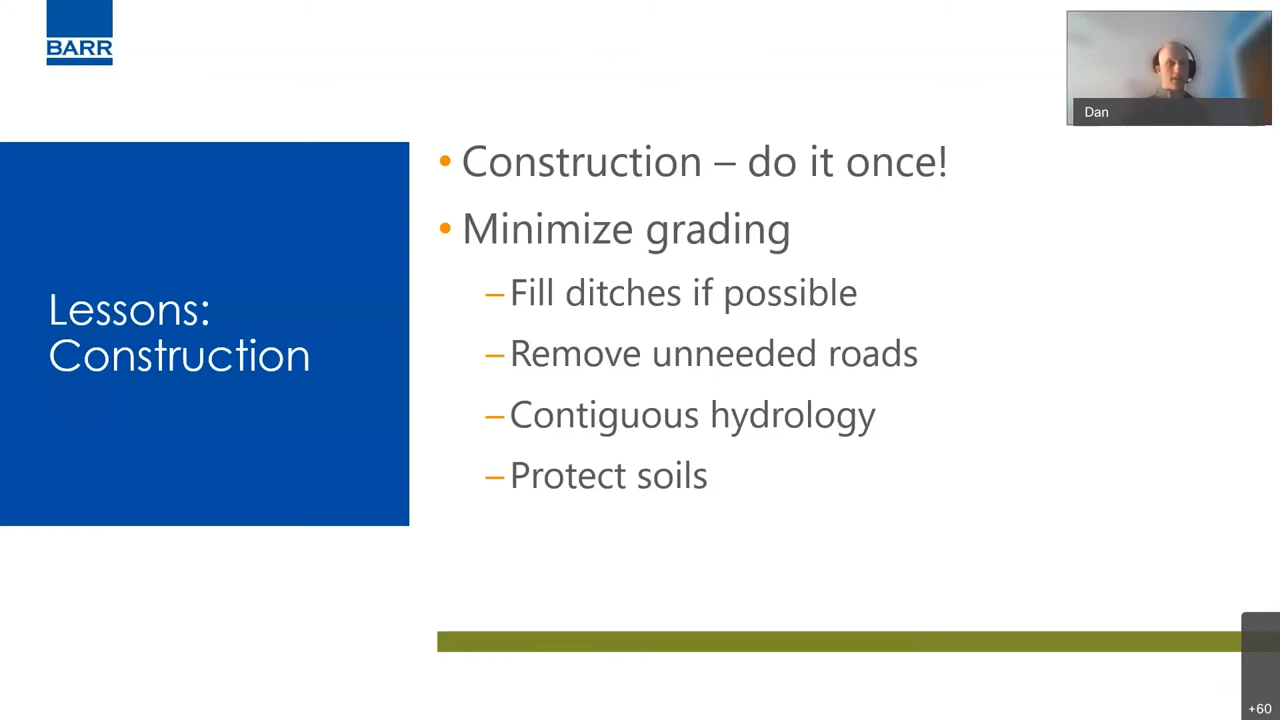 BARR
Dan
Lessons:
Construction
• Construction – do it once!
• Minimize grading
– Fill ditches if possible
– Remove unneeded roads
– Contiguous hydrology
– Protect soils
+60